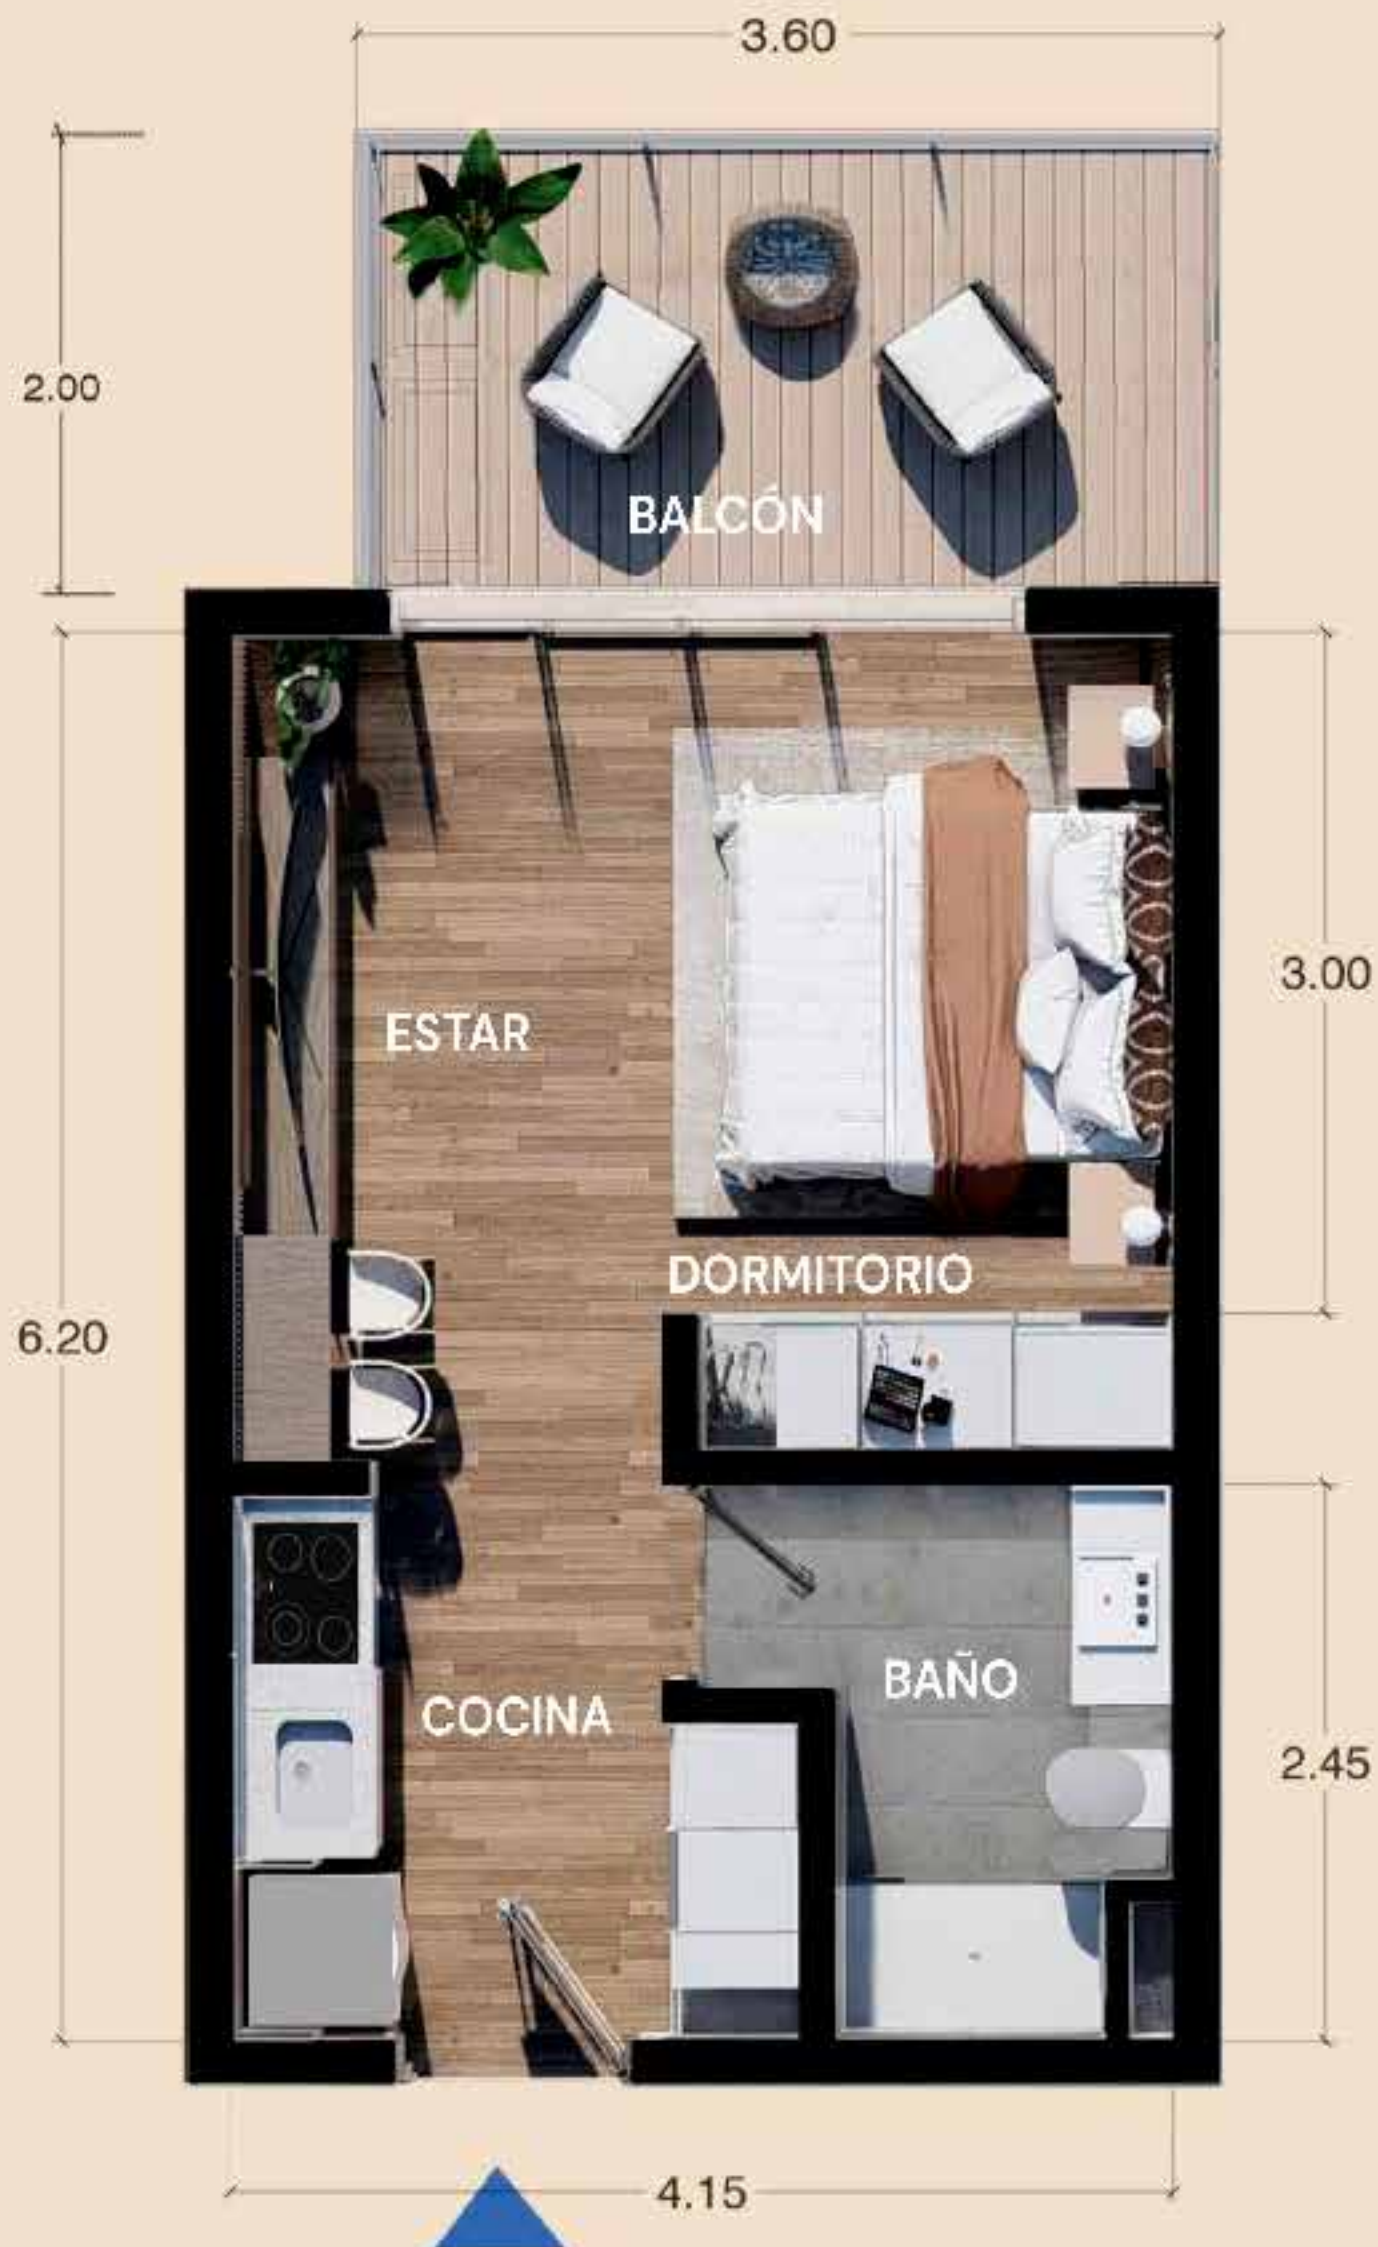 3.60
2.00
BALCÓN
3.00
ESTAR
DORMITORIO
6.20
BAÑO
COCINA
2.45
4.15